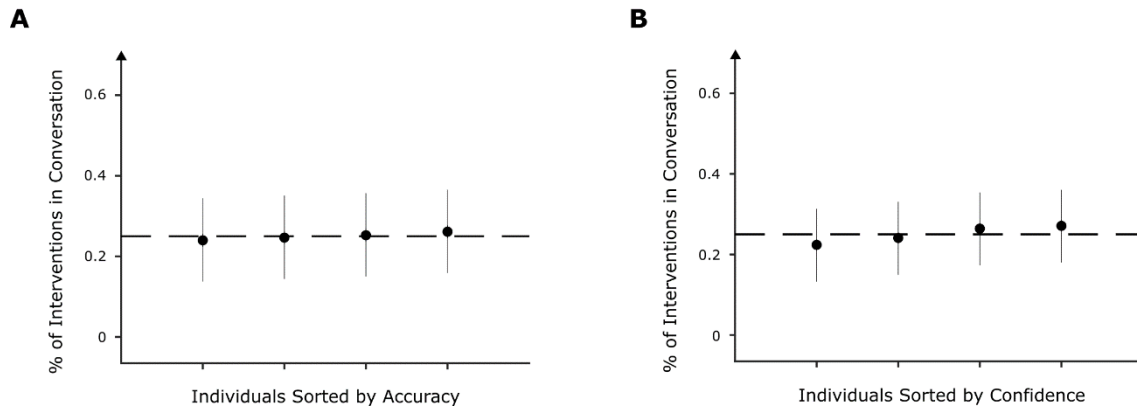 A
% of Interventions in Conversation
0.6
0.4
0.2
0
Individuals Sorted by Accuracy
B
% of Interventions in Conversation
0.6
0.4
0.2
0
Individuals Sorted by Confidence